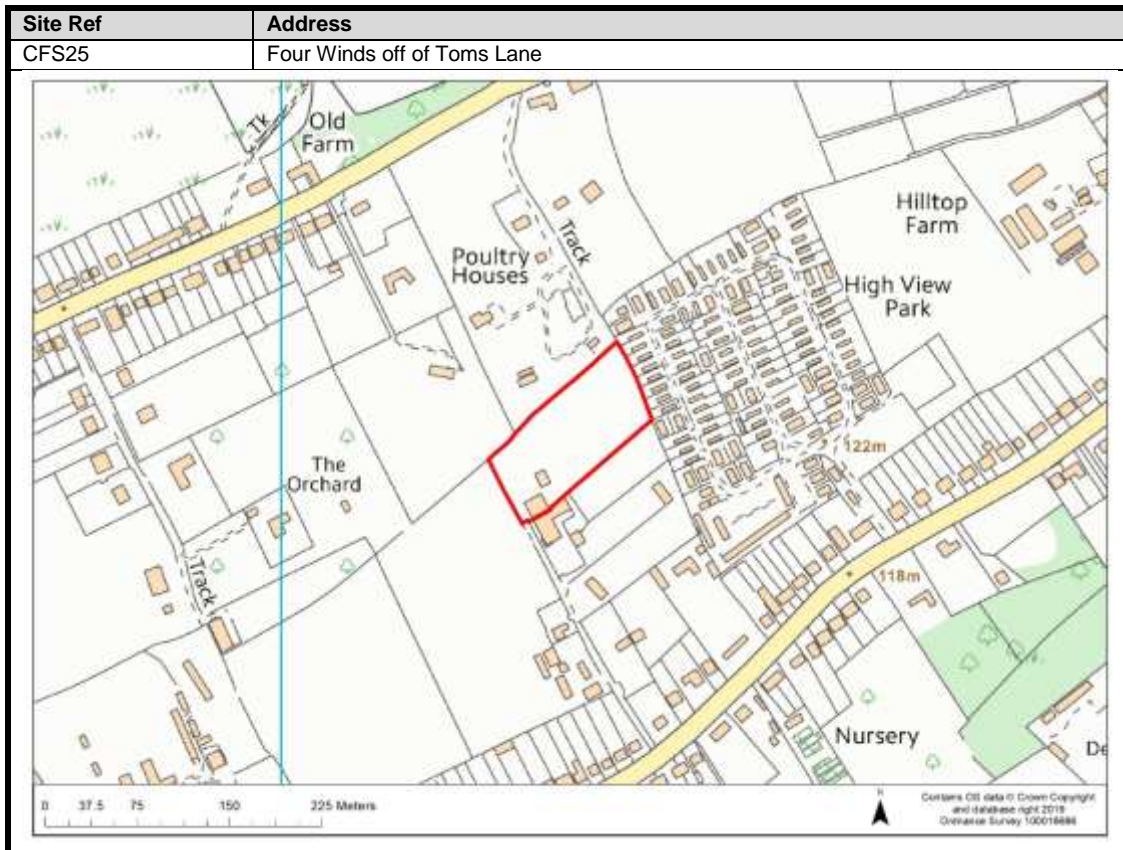 Site Ref Address
CFS25 Four Winds off of Toms Lane
Tk
Old
Farm
Track
Poultry
Houses
Hilltop
Farm
High View
Park
The
Orchard
122m
Track
118m
Nursery
De
0 37.5 75 150 225 Meters
N
Contains OS data © Crown Copyright
and database right 2019
Ordnance Survey 100018686